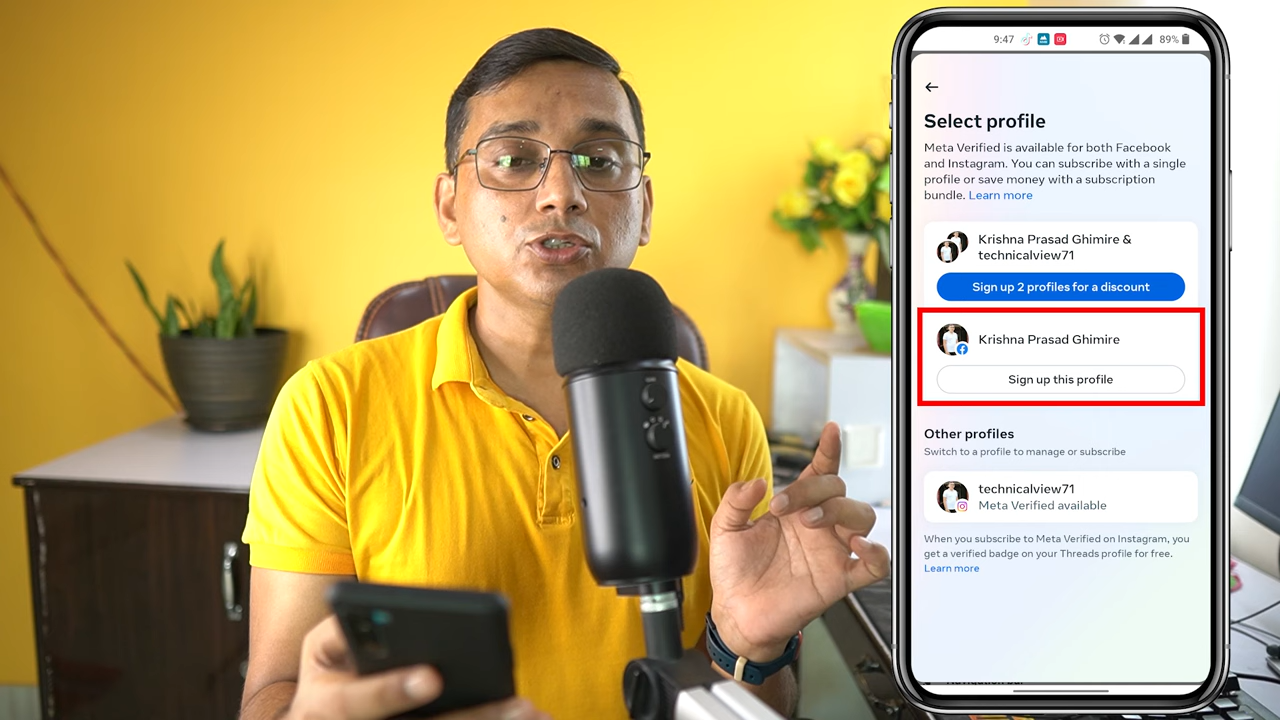 9:47
89%
Select profile
Meta Verified is available for both Facebook
and Instagram. You can subscribe with a single
profile or save money with a subscription
bundle. Learn more
Krishna Prasad Ghimire &
technicalview71
Sign up 2 profiles for a discount
Krishna Prasad Ghimire
Sign up this profile
Other profiles
Switch to a profile to manage or subscribe
technicalview71
Meta Verified available
When you subscribe to Meta Verified on Instagram, you
get a verified badge on your Threads profile for free.
Learn more